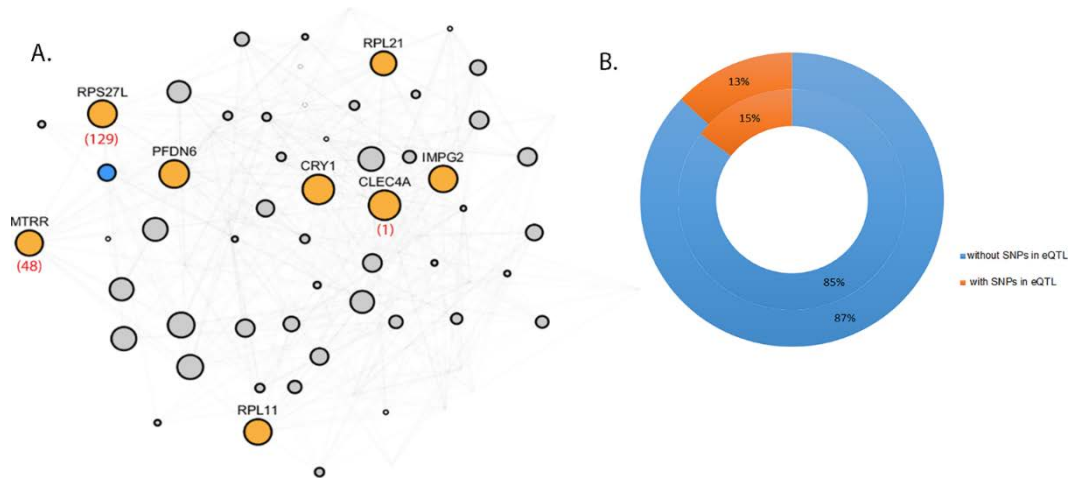 A.
B.
RPL21
RPS27L
(129)
PFDN6
CRY1
IMPG2
CLEC4A
(1)
MTRR
(48)
RPL11
13%
15%
85%
87%
without SNPs in eQTL
with SNPs in eQTL